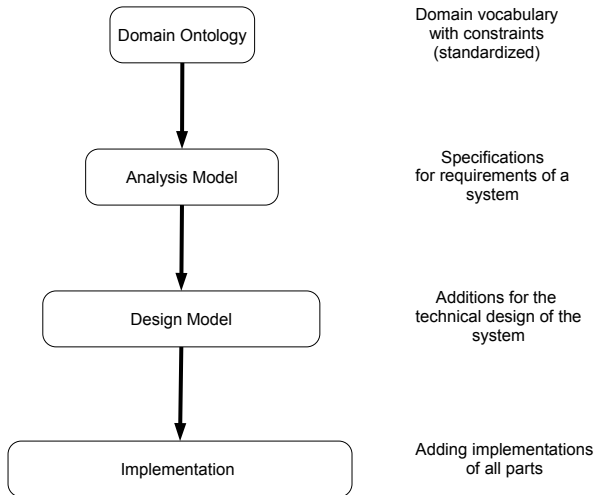 Domain Ontology
Domain vocabulary
with constraints
(standardized)
Analysis Model
Specifications
for requirements of a
system
Design Model
Additions for the
technical design of the
system
Implementation
Adding implementations
of all parts